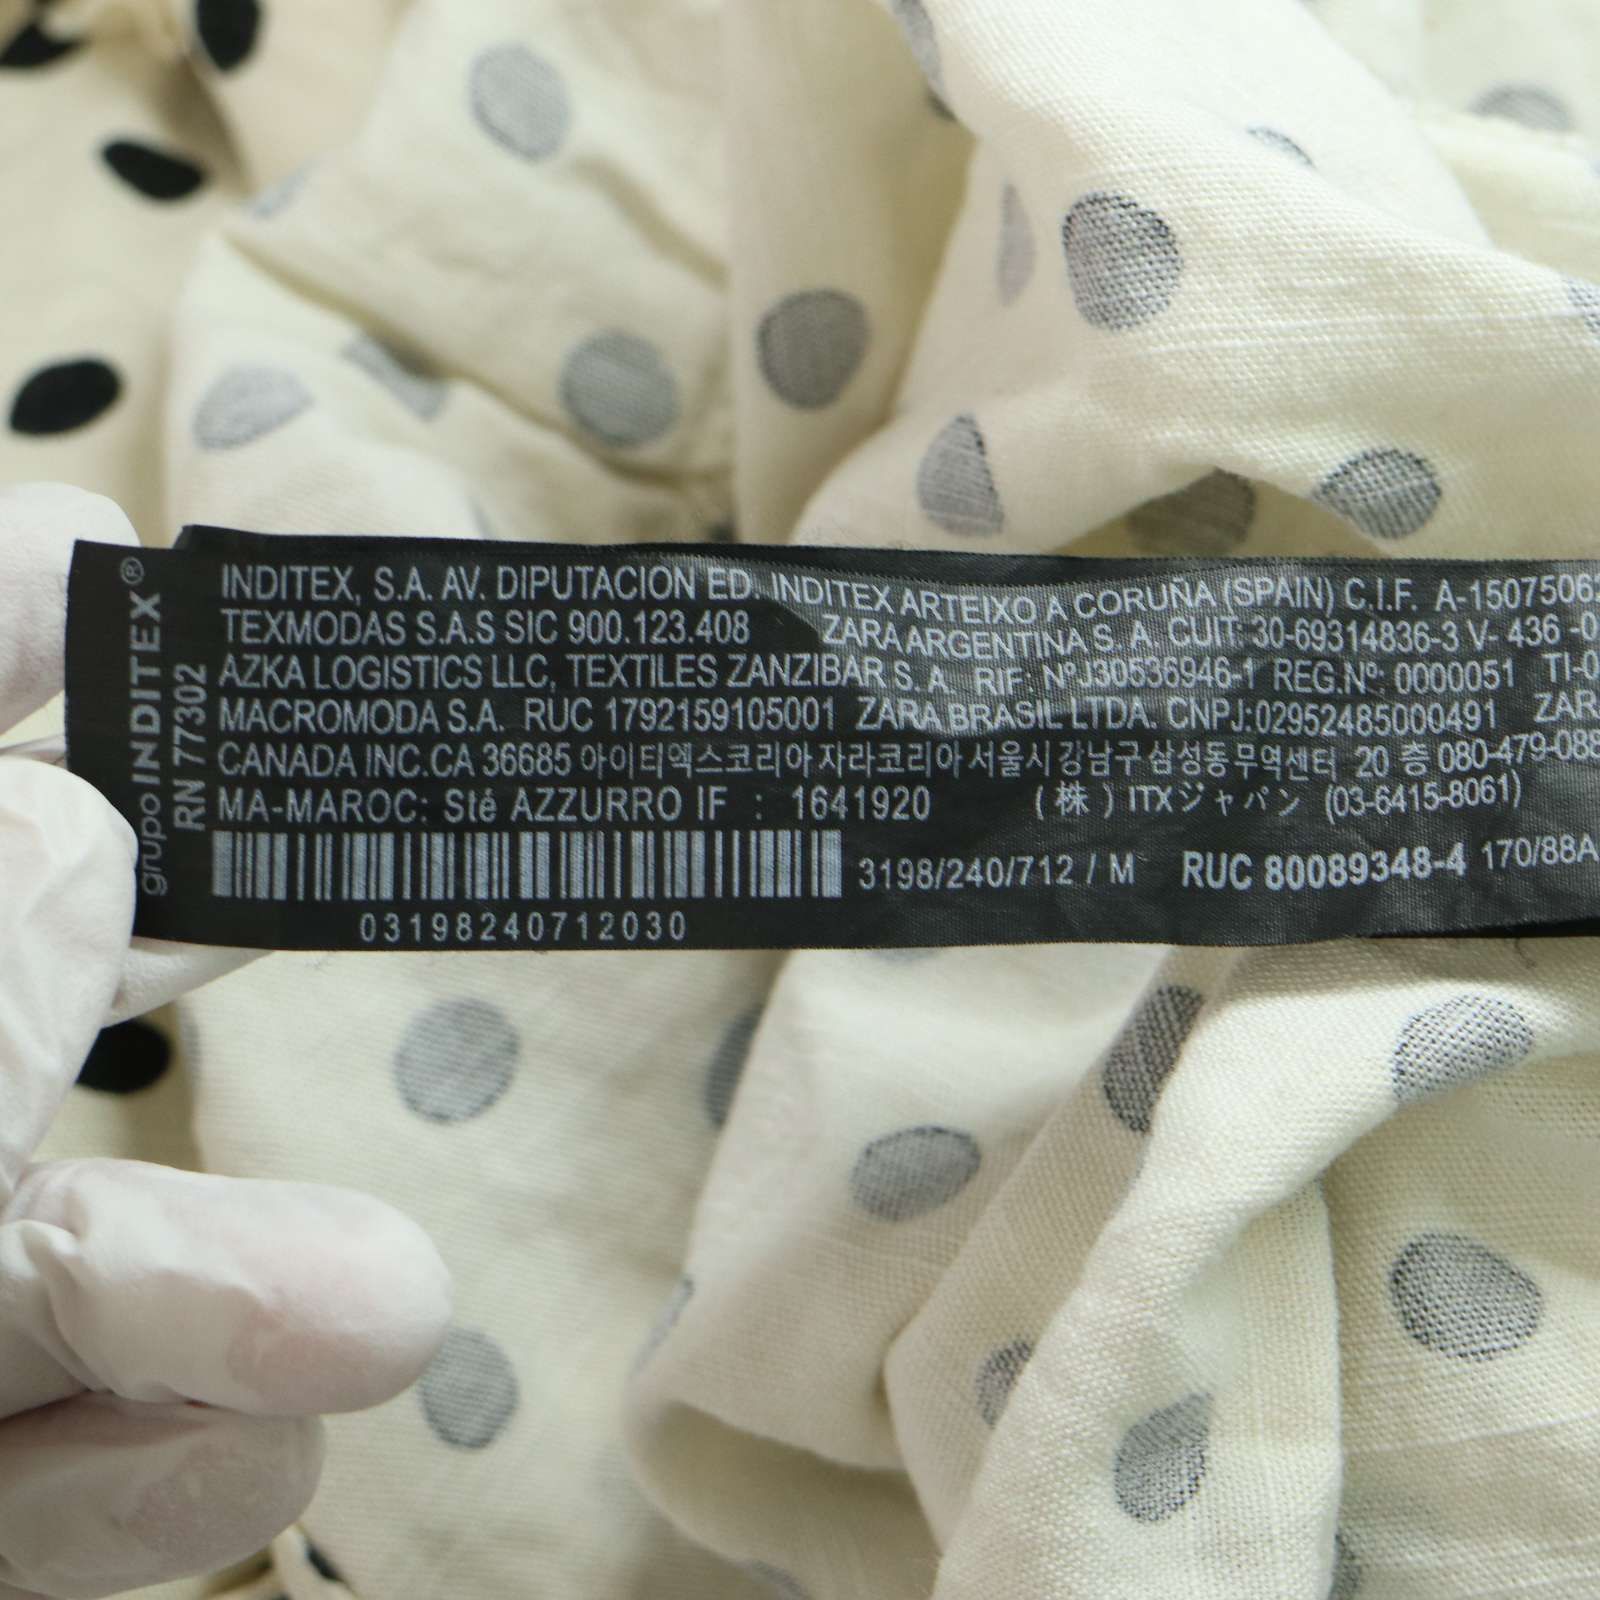 grupo INDITEX®
RN 77302
INDITEX, S.A. AV. DIPUTACION ED. INDITEX ARTEIXO A CORUÑA (SPAIN) C.I.F. A-15075062
TEXMODAS S.A.S SIC 900.123.408 ZARA ARGENTINA S. A. CUIT: 30-69314836-3 V- 436 -0
AZKA LOGISTICS LLC, TEXTILES ZANZIBAR S. A. RIF: NºJ30536946-1 REG.Nº: 0000051 TI-0
MACROMODA S.A. RUC 1792159105001 ZARA BRASIL LTDA. CNPJ:02952485000491 ZAR
CANADA INC.CA 36685 아이티엑스코리아 자라코리아 서울시 강남구 삼성동 무역센터 20 층 080-479-088
MA-MAROC: Sté AZZURRO IF : 1641920 (株) ITXジャパン (03-6415-8061)
3198/240/712 / M RUC 80089348-4 170/88A
03198240712030